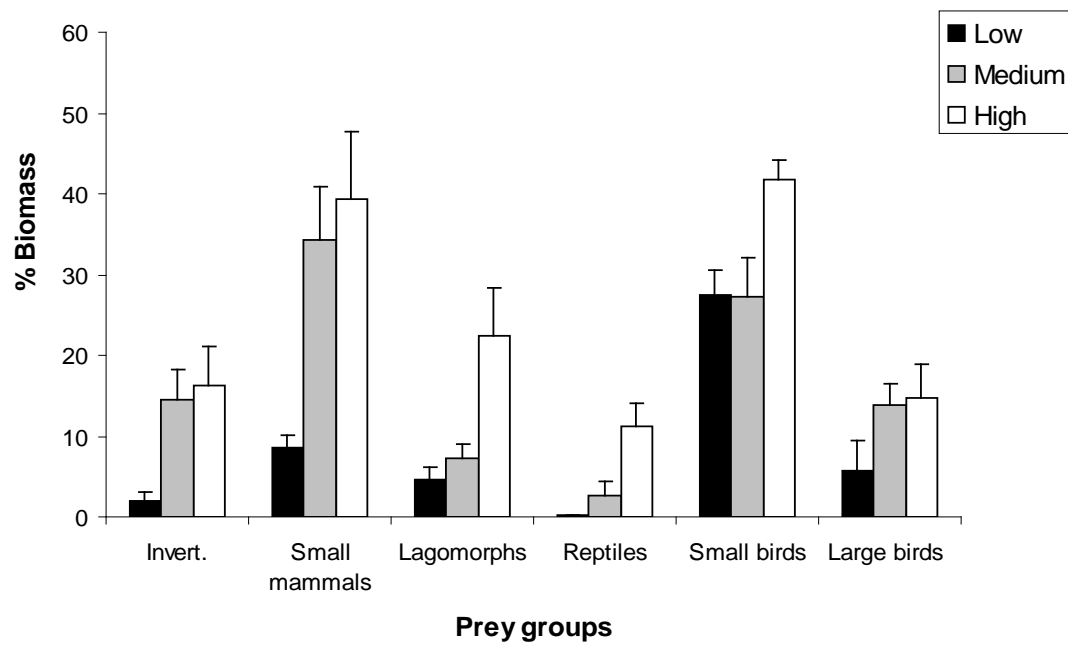 60
50
40
30
20
10
0
% Biomass
Low
Medium
High
Invert.
Small
mammals
Lagomorphs
Reptiles
Small birds
Large birds
Prey groups